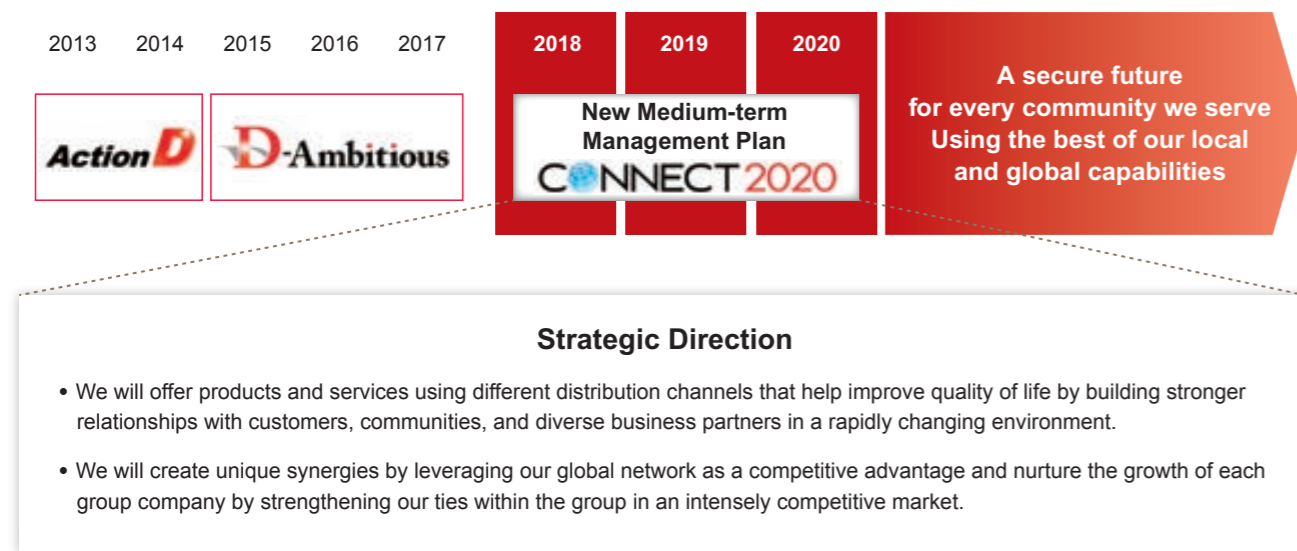 2013 2014 2015 2016 2017 2018 2019 2020
Action D
D-Ambitious
New Medium-term
Management Plan
CONNECT 2020
A secure future
for every community we serve
Using the best of our local
and global capabilities
Strategic Direction
• We will offer products and services using different distribution channels that help improve quality of life by building stronger
relationships with customers, communities, and diverse business partners in a rapidly changing environment.
• We will create unique synergies by leveraging our global network as a competitive advantage and nurture the growth of each
group company by strengthening our ties within the group in an intensely competitive market.